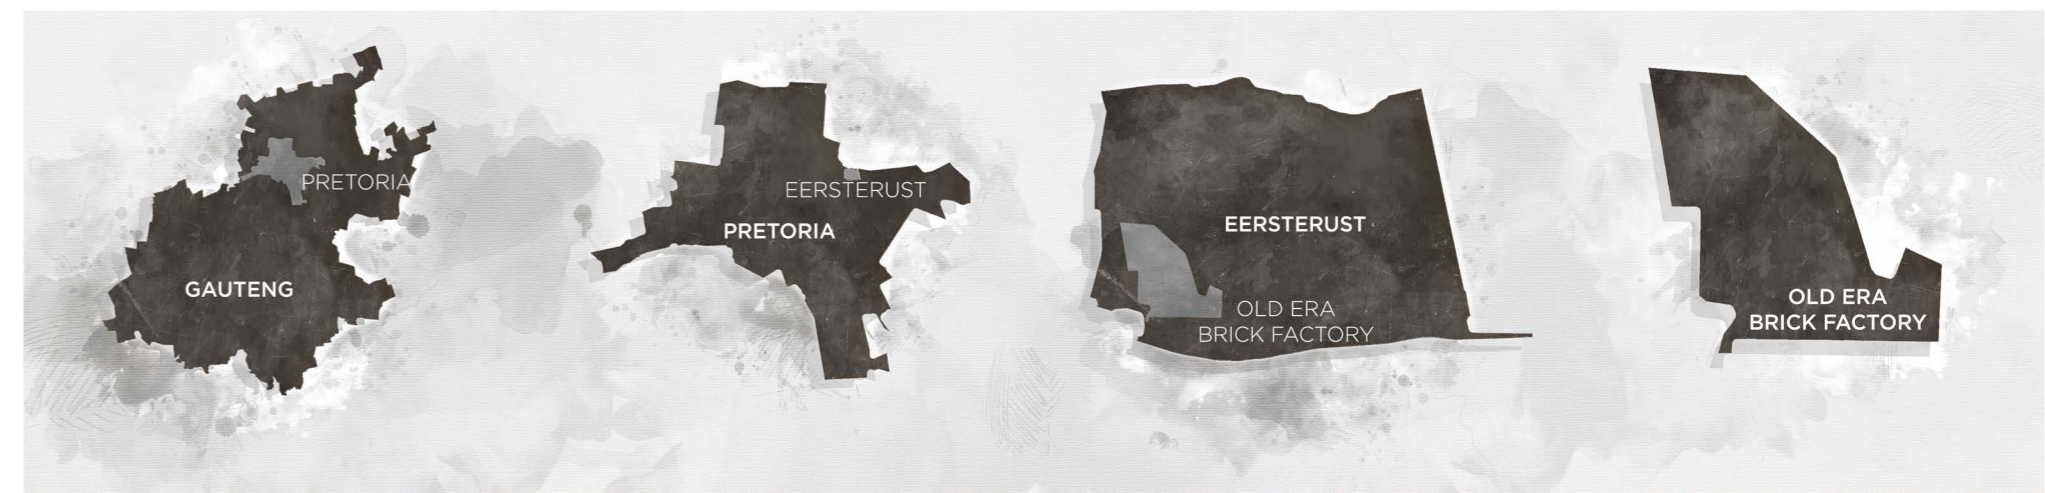 PRETORIA
GAUTENG
EERSTERUST
PRETORIA
EERSTERUST
OLD ERA
BRICK FACTORY
OLD ERA
BRICK FACTORY